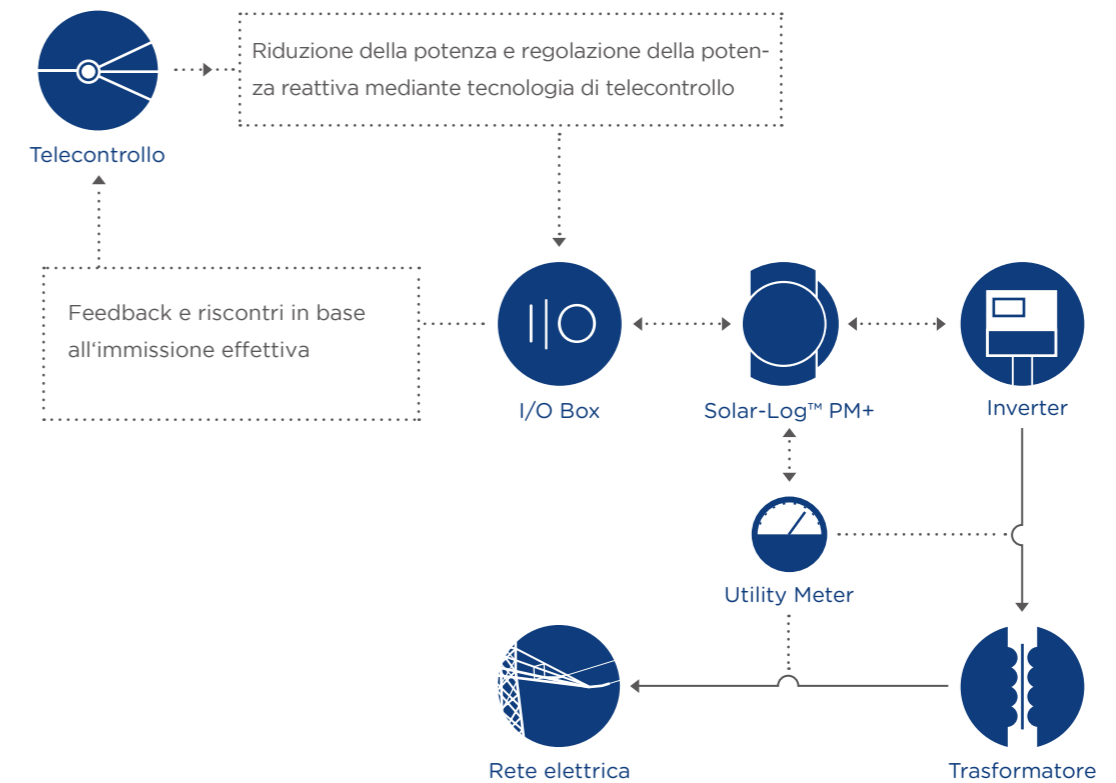 Riduzione della potenza e regolazione della poten-
za reattiva mediante tecnologia di telecontrollo
Telecontrollo
Feedback e riscontri in base
all‘immissione effettiva
I/O Box
Solar-Log™ PM+
Inverter
Utility Meter
Rete elettrica
Trasformatore